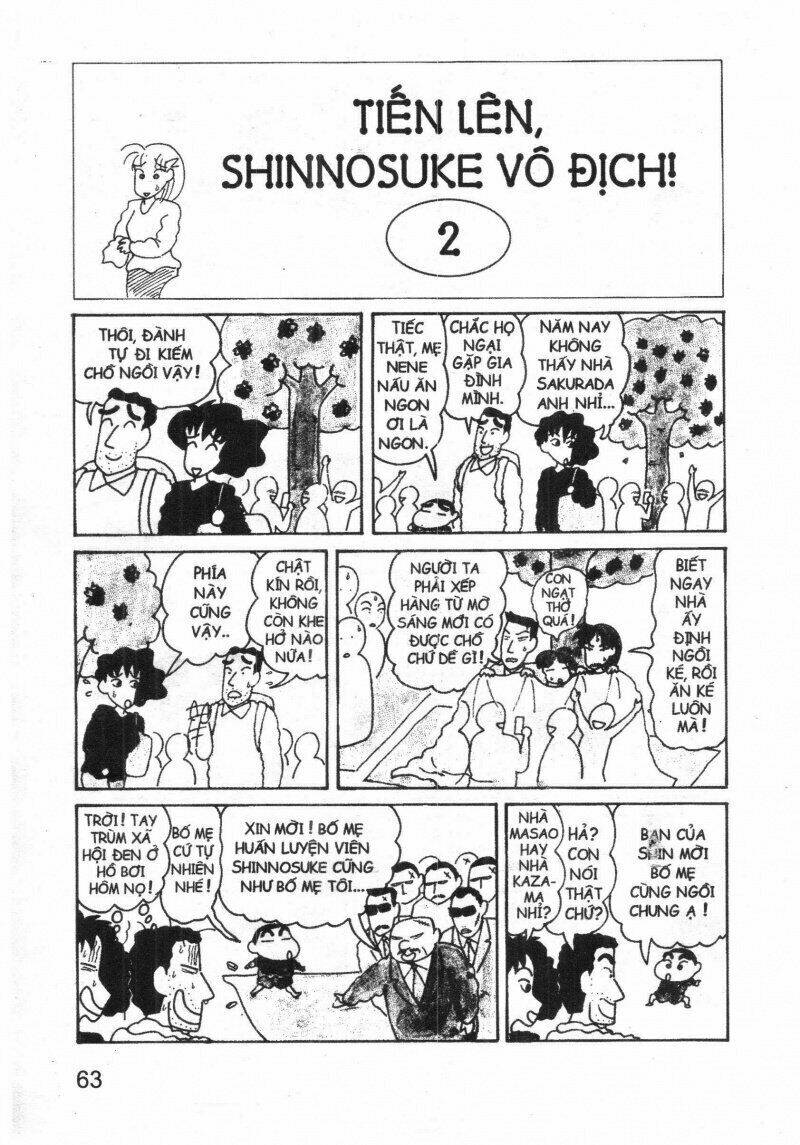 TIẾN LÊN,
SHINNOSUKE VÔ ĐỊCH!
2
NĂM NAY
KHÔNG
THẤY NHÀ
SAKURADA
ANH NHỈ...
CHẮC HỌ
NGẠI
GẶP GIA
ĐÌNH
MÌNH.
TIẾC
THẬT, MẸ
NENE
NẤU ĂN
NGON
ƠI LÀ
NGON.
THÔI, ĐÀNH
TỰ ĐI KIẾM
CHỖ NGỒI VẬY!
BIẾT
NGAY
NHÀ
ẤY
ĐỊNH
NGỒI
KÉ, RỒI
ĂN KÉ
LUÔN
MÀ!
CON
NGẠT
THỞ
QUÁ!
NGƯỜI TA
PHẢI XẾP
HÀNG TỪ MỜ
SÁNG MỚI CÓ
ĐƯỢC CHỖ
CHỨ DỄ GÌ!
CHẬT
KÍN RỒI,
KHÔNG
CÒN KHE
HỞ NÀO
NỮA!
PHÍA
NÀY
CŨNG
VẬY..
BẠN CỦA
SHIN MỜI
BỐ MẸ
CÙNG NGỒI
CHUNG Ạ!
HẢ?
CON
NÓI
THẬT
CHỨ?
NHÀ
MASAO
HAY
NHÀ
KAZA-
MA
NHỈ?
XIN MỜI! BỐ MẸ
HUẤN LUYỆN VIÊN
SHINNOSUKE CŨNG
NHƯ BỐ MẸ TÔI...
BỐ MẸ
CỨ TỰ
NHIÊN
NHÉ!
TRỜI! TAY
TRÙM XÃ
HỘI ĐEN Ở
HỒ BƠI
HÔM NỌ!
63